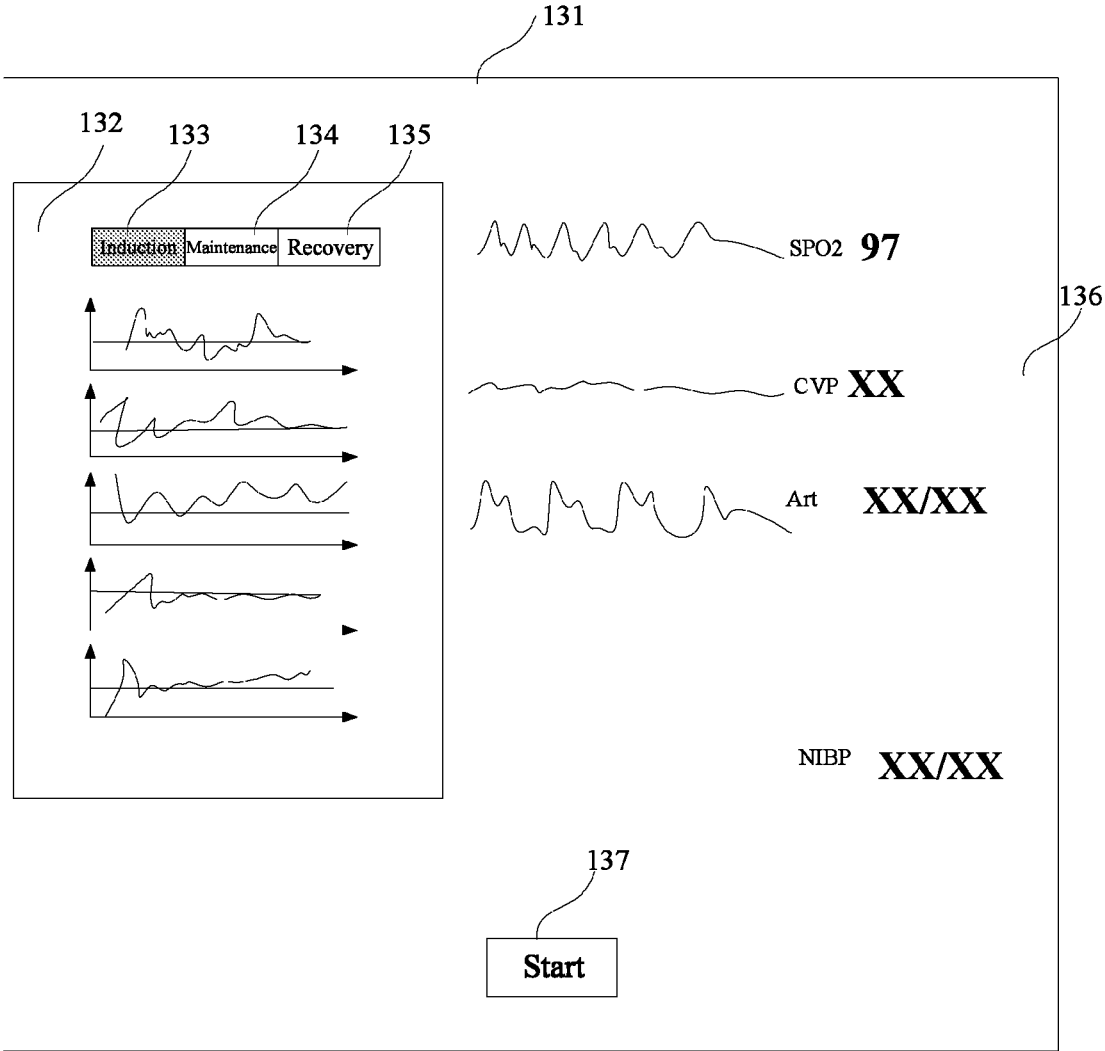 131
132 133 134 135
Induction Maintenance Recovery
SPO2 97
136
CVP XX
Art XX/XX
NIBP XX/XX
137
Start